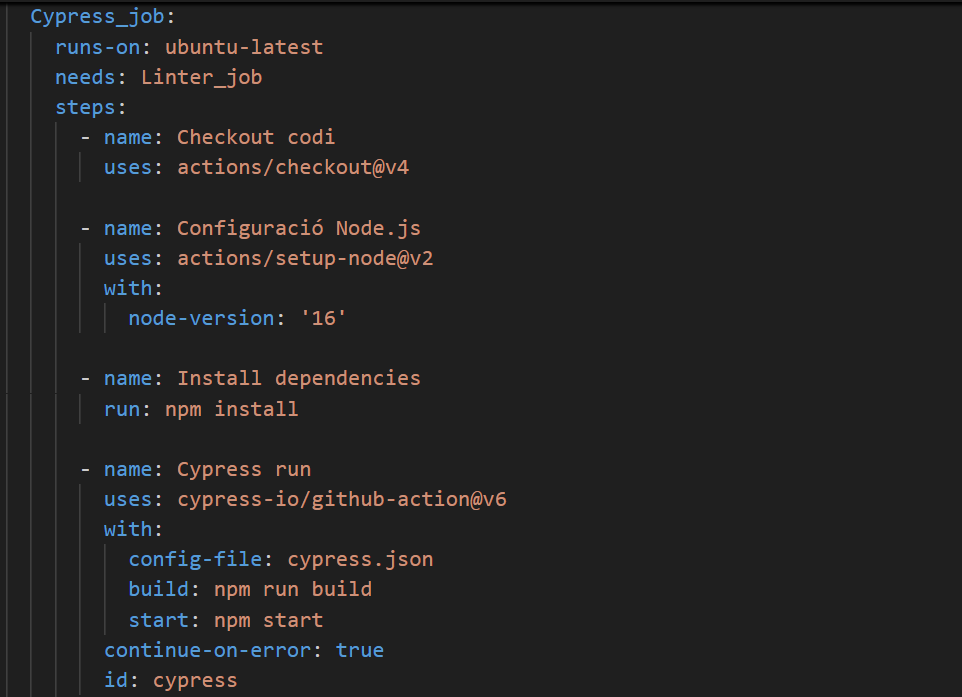 Cypress_job:
runs-on: ubuntu-latest
needs: Linter_job
steps:
- name: Checkout codi
uses: actions/checkout@v4
- name: Configuració Node.js
uses: actions/setup-node@v2
with:
node-version: '16'
- name: Install dependencies
run: npm install
- name: Cypress run
uses: cypress-io/github-action@v6
with:
config-file: cypress.json
build: npm run build
start: npm start
continue-on-error: true
id: cypress